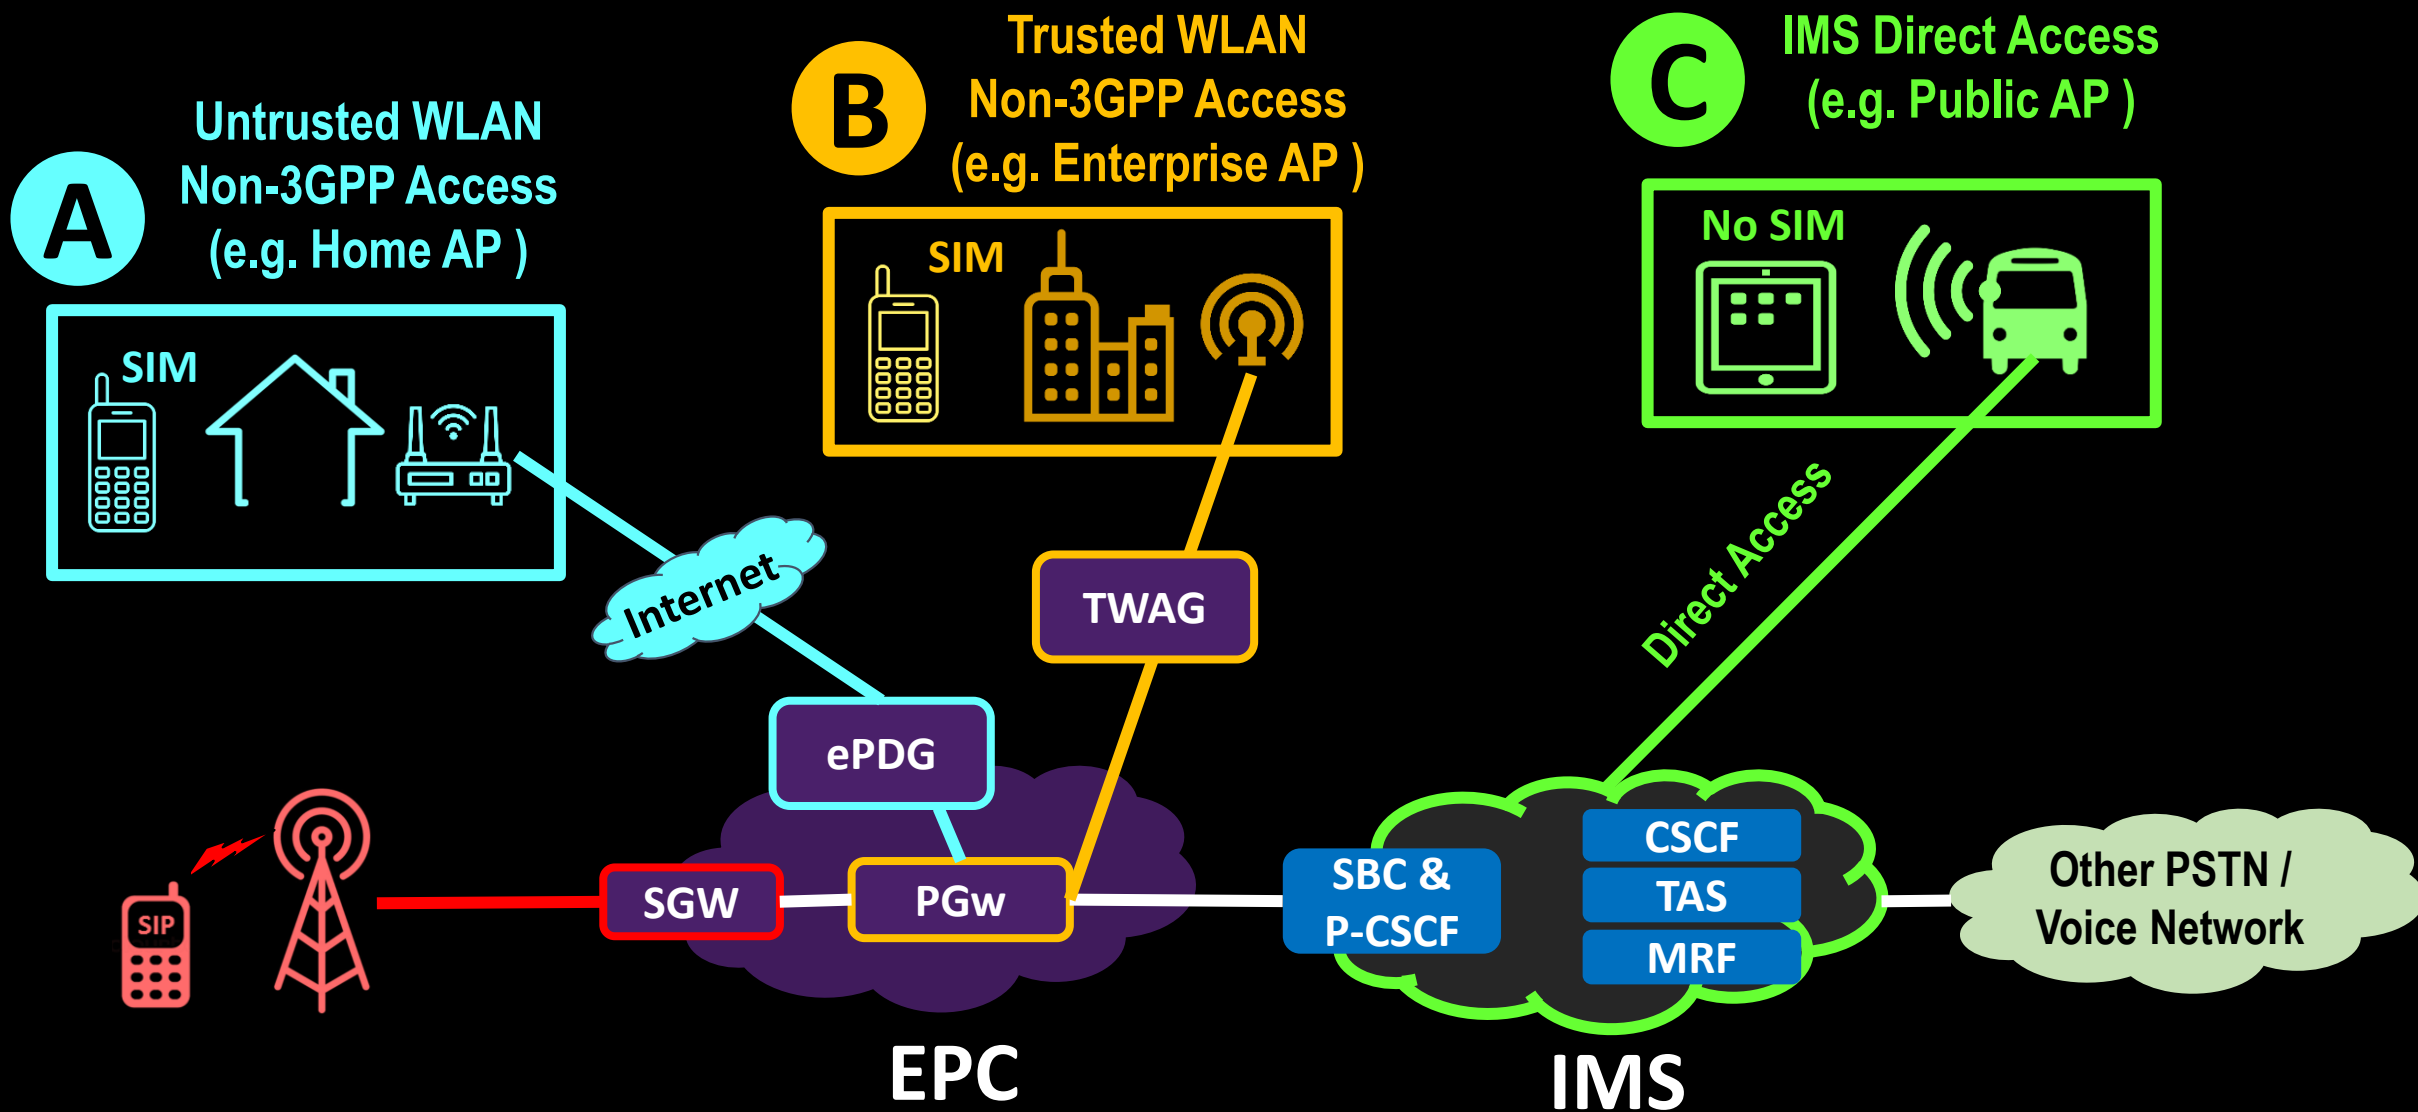 A
Untrusted WLAN
Non-3GPP Access
(e.g. Home AP )
SIM
B
Trusted WLAN
Non-3GPP Access
(e.g. Enterprise AP )
SIM
C
IMS Direct Access
(e.g. Public AP )
No SIM
Internet
TWAG
Direct Access
ePDG
SIP
SGW
PGw
SBC &
P-CSCF
CSCF
TAS
MRF
Other PSTN /
Voice Network
EPC
IMS